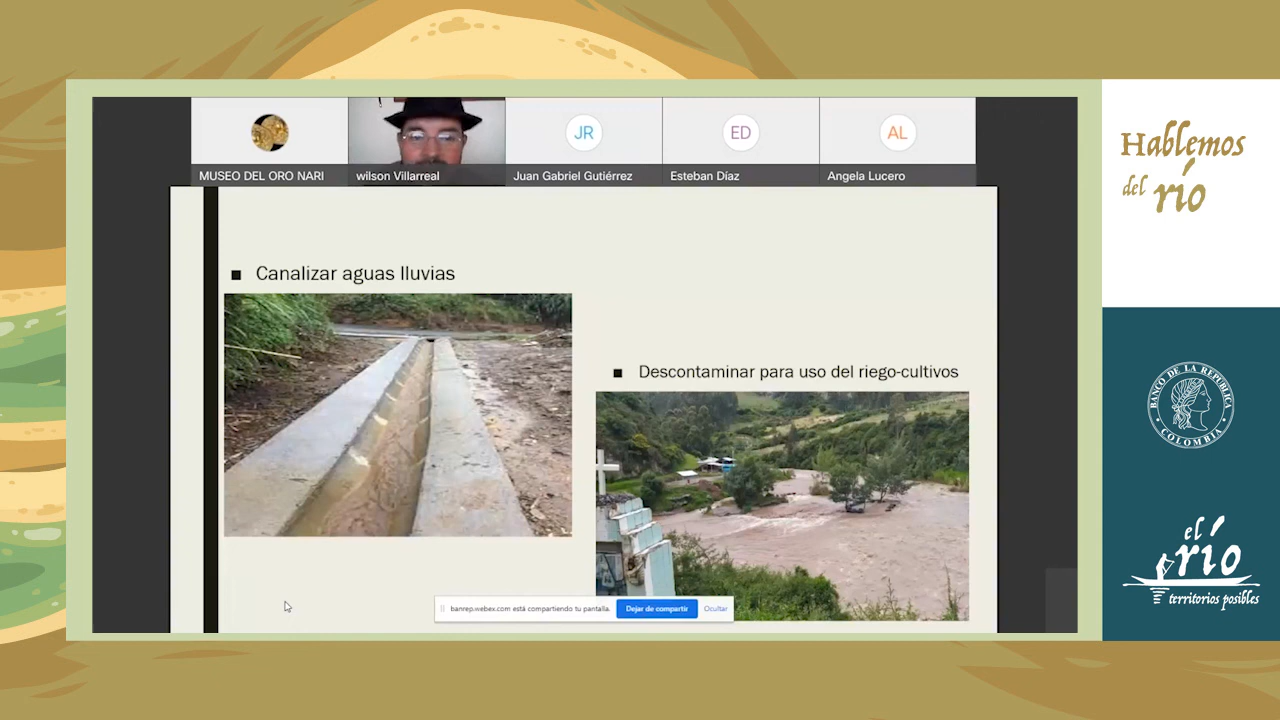 MUSEO DEL ORO NARI
wilson Villarreal
JR
Juan Gabriel Gutiérrez
ED
Esteban Díaz
AL
Angela Lucero
Hablemos
del río
■ Canalizar aguas lluvias
■ Descontaminar para uso del riego-cultivos
banrep.webex.com está compartiendo tu pantalla.
Dejar de compartir
Ocultar
BANCO DE LA REPÚBLICA
COLOMBIA
el
río
territorios posibles